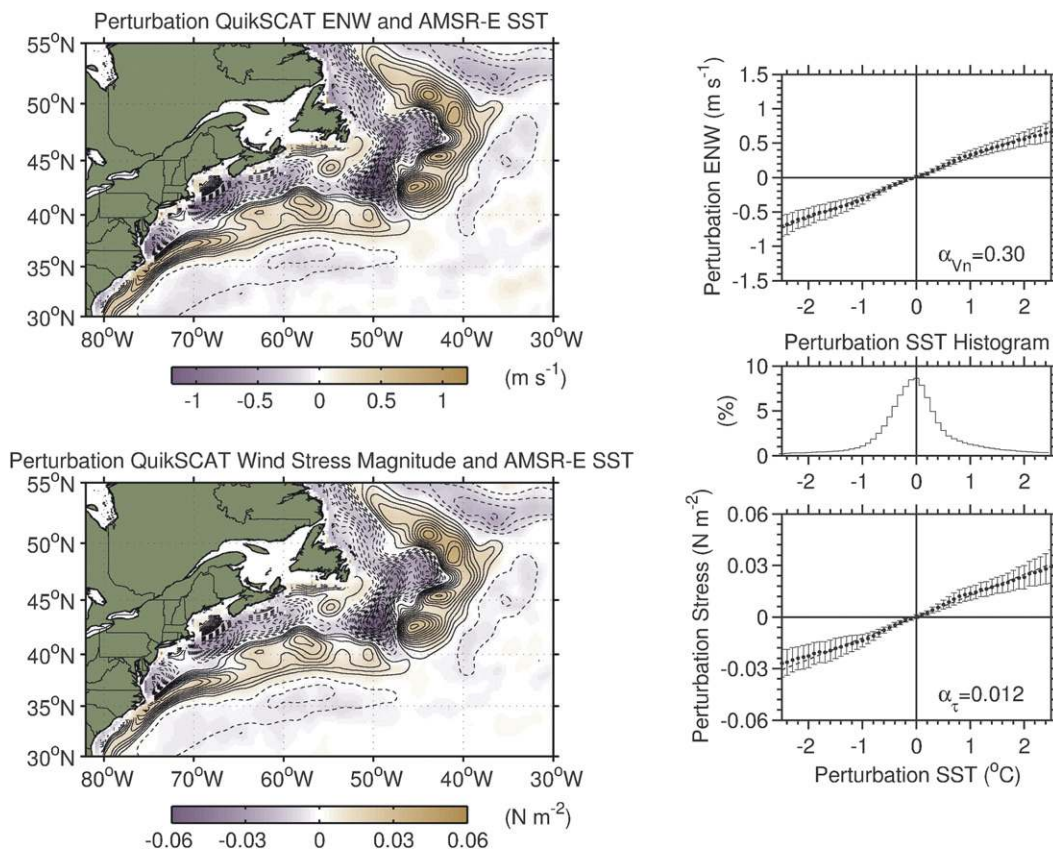 Perturbation QuikSCAT ENW and AMSR-E SST
55°N
50°N
45°N
40°N
35°N
30°N
80°W 70°W 60°W 50°W 40°W 30°W
-1 -0.5 0 0.5 1
(m s⁻¹)
Perturbation QuikSCAT Wind Stress Magnitude and AMSR-E SST
55°N
50°N
45°N
40°N
35°N
30°N
80°W 70°W 60°W 50°W 40°W 30°W
-0.06 -0.03 0 0.03 0.06
(N m⁻²)
Perturbation ENW (m s⁻¹)
1.5
1
0.5
0
-0.5
-1
-1.5
α_Vn=0.30
-2 -1 0 1 2
Perturbation SST Histogram
(%)
10
5
0
-2 -1 0 1 2
Perturbation Stress (N m⁻²)
0.06
0.03
0
-0.03
-0.06
α_τ=0.012
-2 -1 0 1 2
Perturbation SST (°C)